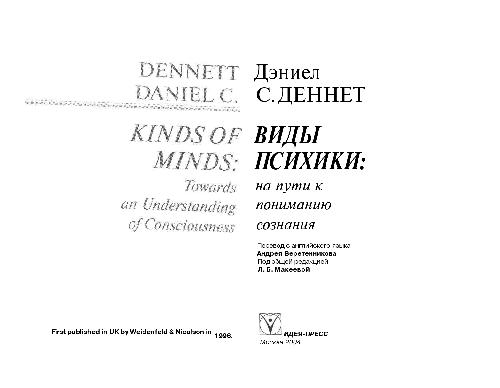 DENNETT
DANIEL C.
KINDS OF
MINDS:
Towards
an Understanding
of Consciousness
First published in UK by Weidenfeld & Nicolson in 1996.
Дэниел
С. ДЕННЕТ
ВИДЫ
ПСИХИКИ:
на пути к
пониманию
сознания
Перевод с английского языка
Андрея Веретенникова
Под общей редакцией
Л. Б. Макеевой
ИДЕЯ-ПРЕСС
Москва 2004